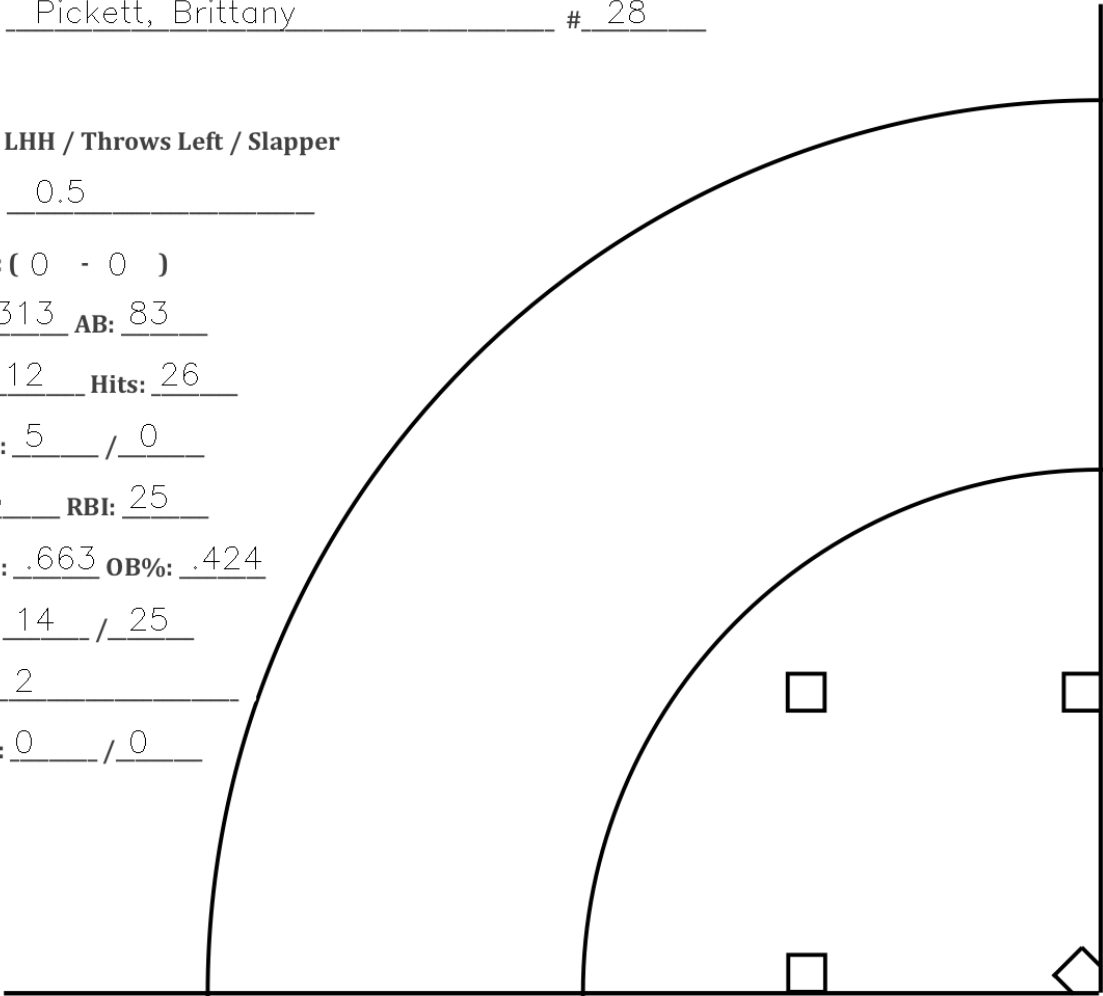 Pickett, Brittany # 28
LHH / Throws Left / Slapper
0.5
: ( 0 - 0 )
313 AB: 83
12 Hits: 26
: 5 / 0
RBI: 25
: .663 OB%: .424
14 / 25
2
: 0 / 0